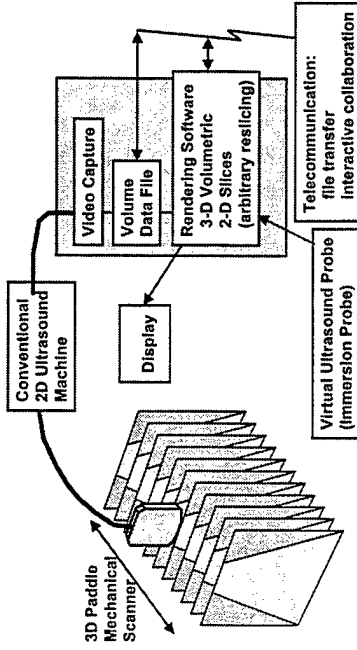 3D Paddle
Mechanical
Scanner
Conventional
2D Ultrasound
Machine
Display
Video Capture
Volume
Data File
Rendering Software
3-D Volumetric
2-D Slices
(arbitrary reslicing)
Virtual Ultrasound Probe
(Immersion Probe)
Telecommunication:
file transfer
interactive collaboration